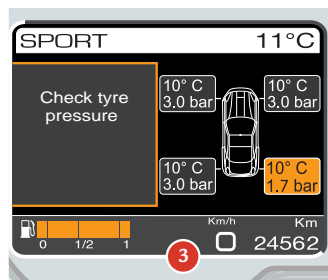 SPORT 11°C
Check tyre
pressure
10° C
3.0 bar
10° C
3.0 bar
10° C
3.0 bar
10° C
1.7 bar
0 1/2 1
Km/h
0
Km
24562
3